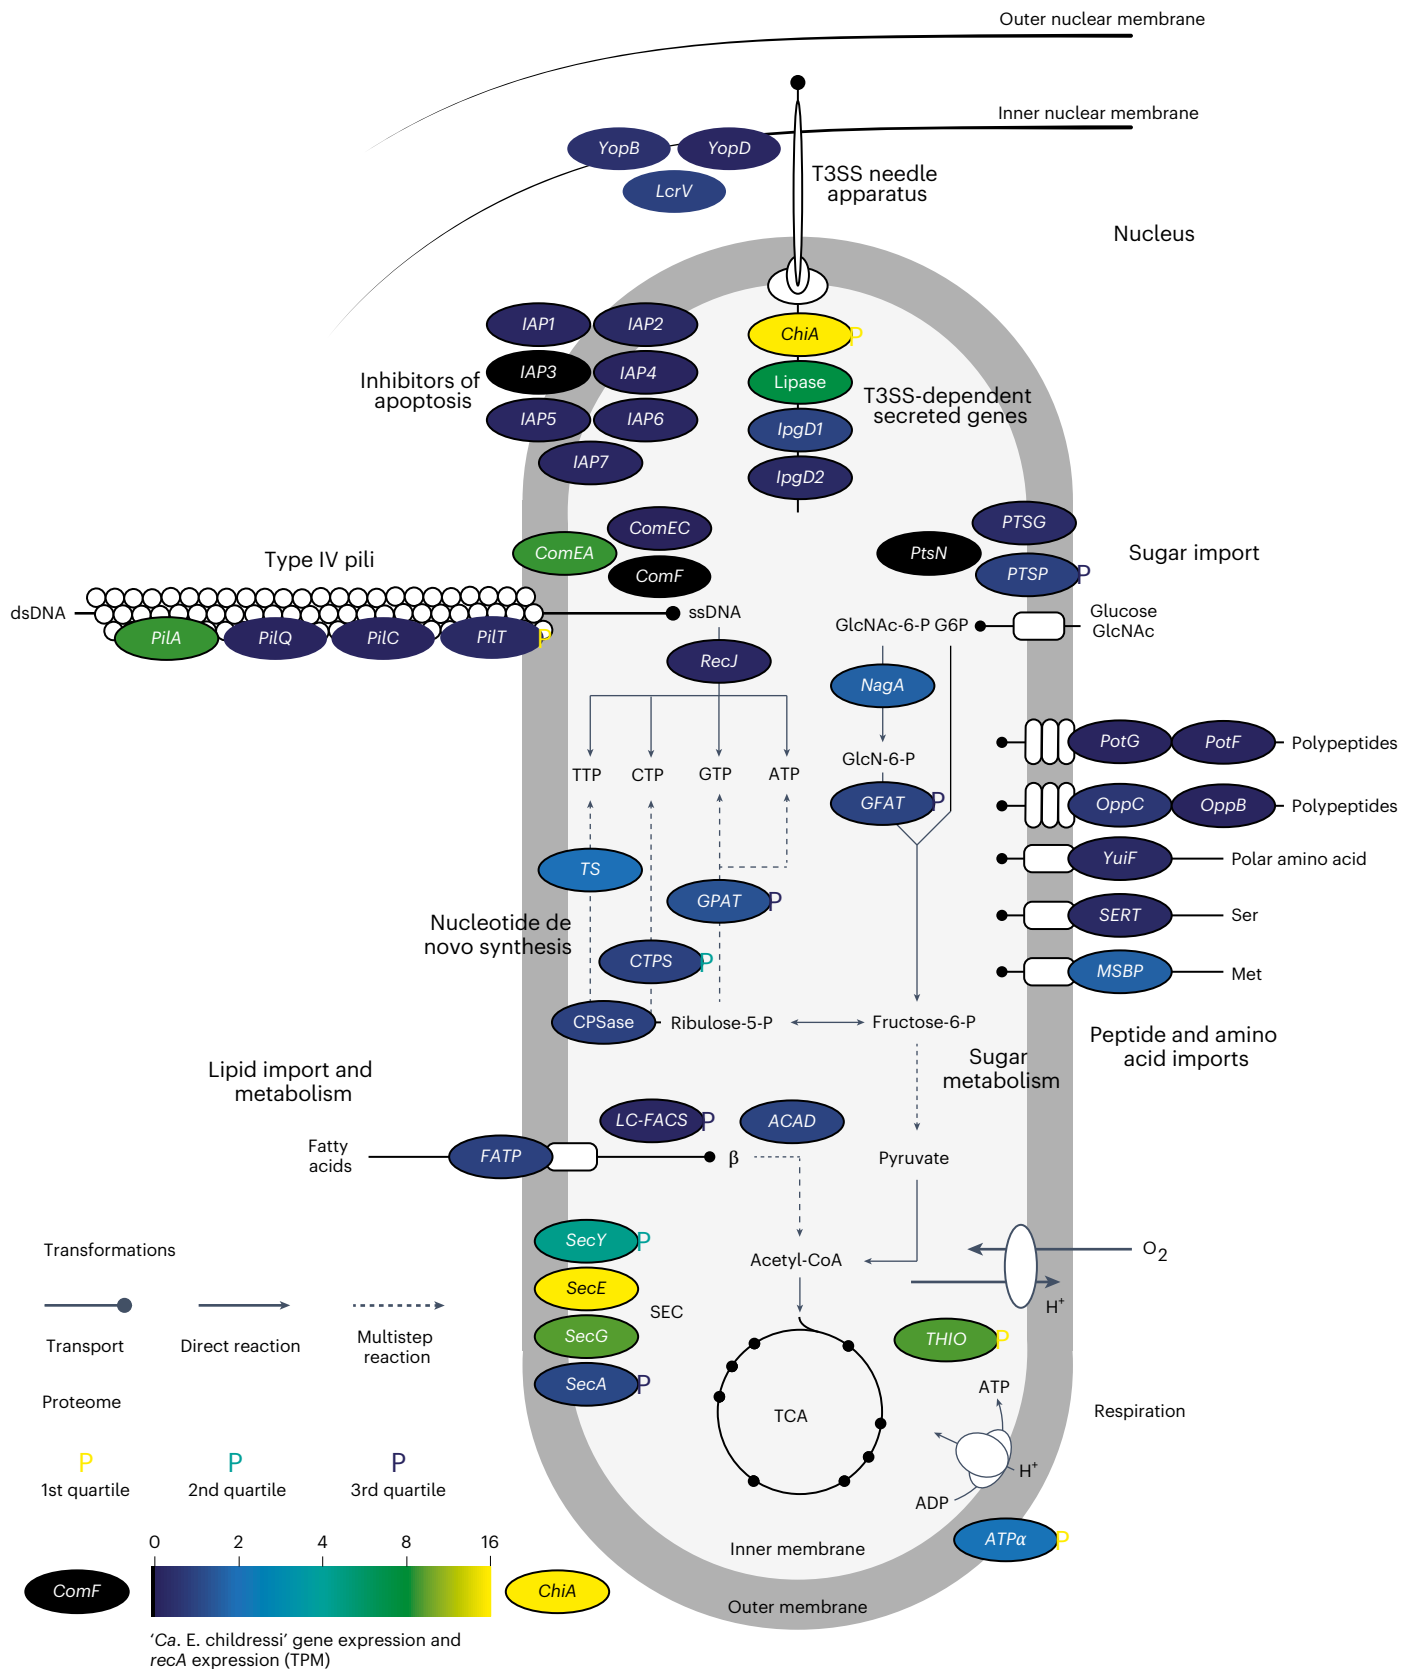 Outer nuclear membrane
Inner nuclear membrane
YopB
YopD
LcrV
T3SS needle
apparatus
Nucleus
IAP1
IAP2
IAP3
IAP4
IAP5
IAP6
IAP7
Inhibitors of
apoptosis
ChiA P
Lipase
IpgD1
IpgD2
T3SS-dependent
secreted genes
ComEC
ComEA
ComF
PTSG
PtsN
PTSP P
Sugar import
Type IV pili
dsDNA
PilA
PilQ
PilC
PilT P
ssDNA
GlcNAc-6-P G6P
Glucose
GlcNAc
RecJ
NagA
PotG
PotF
Polypeptides
TTP
CTP
GTP
ATP
GlcN-6-P
GFAT P
OppC
OppB
Polypeptides
YuiF
Polar amino acid
TS
GPAT P
SERT
Ser
Nucleotide de
novo synthesis
CTPS P
MSBP
Met
CPSase
Ribulose-5-P
Fructose-6-P
Peptide and amino
acid imports
Sugar
metabolism
Lipid import and
metabolism
LC-FACS P
ACAD
Fatty
acids
FATP
β
Pyruvate
SecY P
SecE
SecG
SecA P
SEC
Acetyl-CoA
O2
H+
THIO P
TCA
ATP
H+
ADP
Respiration
ATPα P
Inner membrane
Outer membrane
Transformations
Transport
Direct reaction
Multistep
reaction
Proteome
P
P
P
1st quartile
2nd quartile
3rd quartile
0
2
4
8
16
ComF
ChiA
‘Ca. E. childressi’ gene expression and
recA expression (TPM)